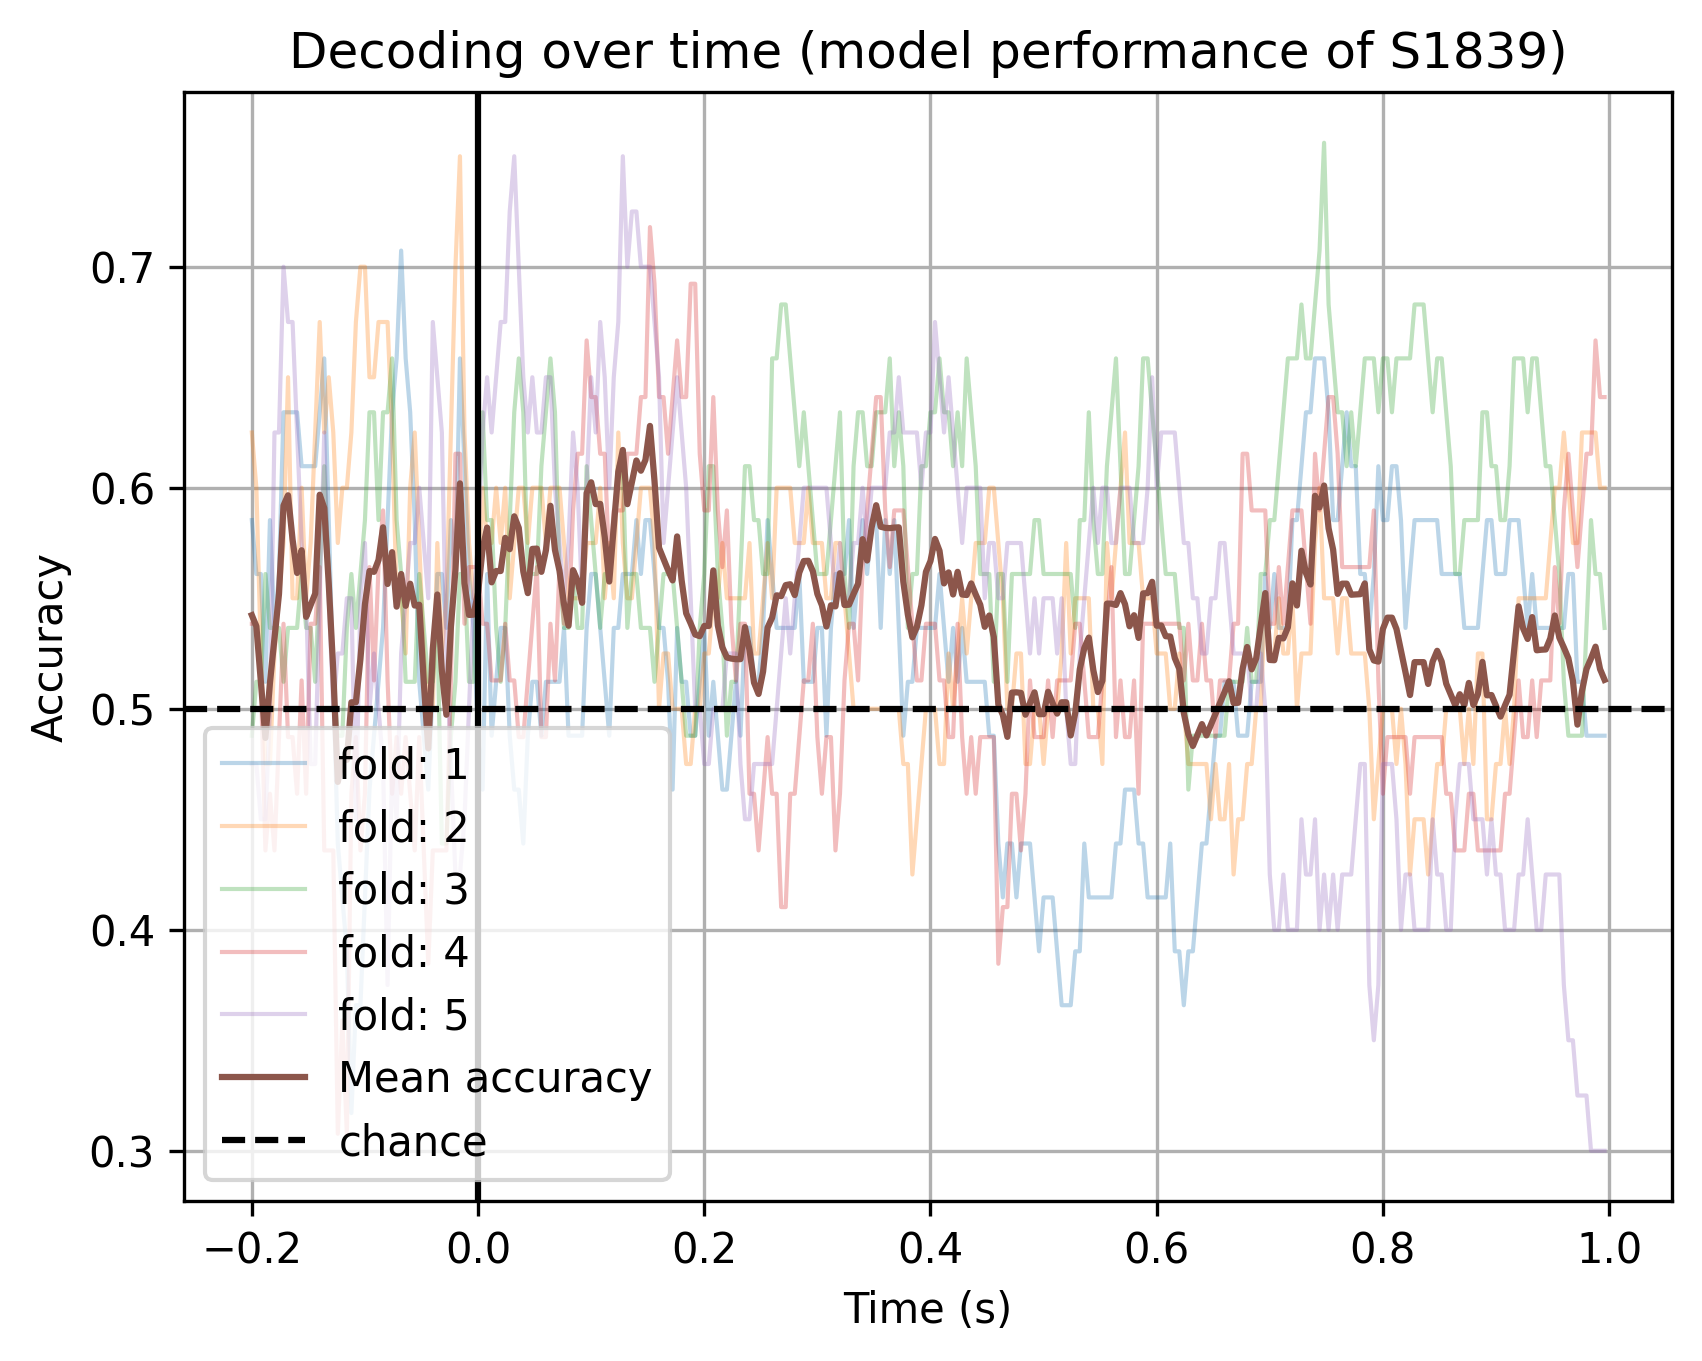 Decoding over time (model performance of S1839)
Accuracy
0.7
0.6
0.5
0.4
0.3
fold: 1
fold: 2
fold: 3
fold: 4
fold: 5
Mean accuracy
chance
−0.2 0.0 0.2 0.4 0.6 0.8 1.0
Time (s)